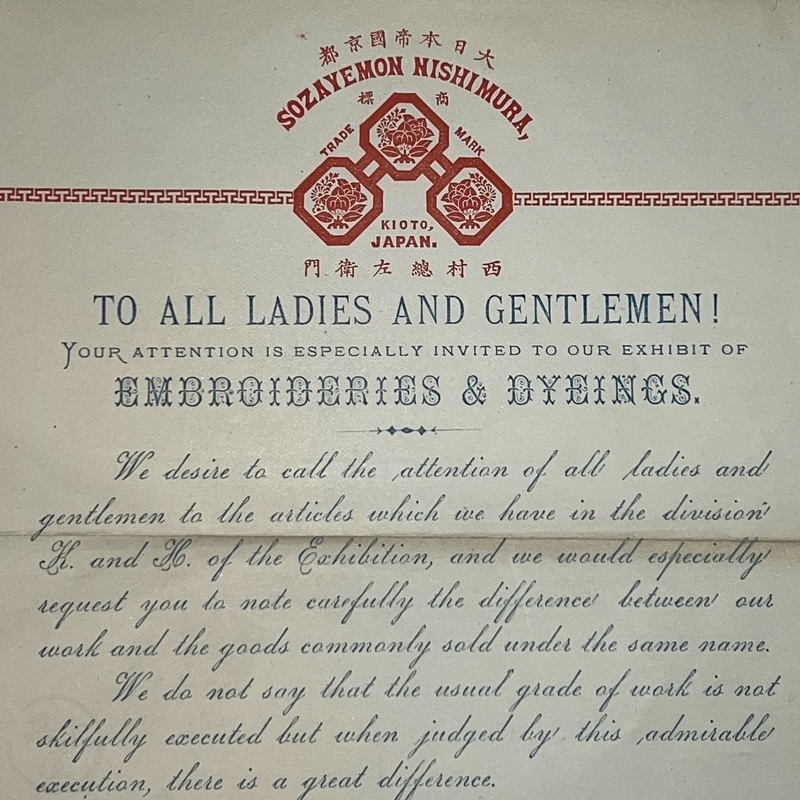 大日本帝國京都
SOZAYEMON NISHIMURA,
商標
TRADE MARK
KIOTO,
JAPAN.
西村總左衛門
TO ALL LADIES AND GENTLEMEN!
YOUR ATTENTION IS ESPECIALLY INVITED TO OUR EXHIBIT OF
EMBROIDERIES & DYEINGS.
We desire to call the attention of all ladies and
gentlemen to the articles which we have in the division
K. and H. of the Exhibition, and we would especially
request you to note carefully the difference between our
work and the goods commonly sold under the same name.
We do not say that the usual grade of work is not
skilfully executed but when judged by this admirable
execution, there is a great difference.